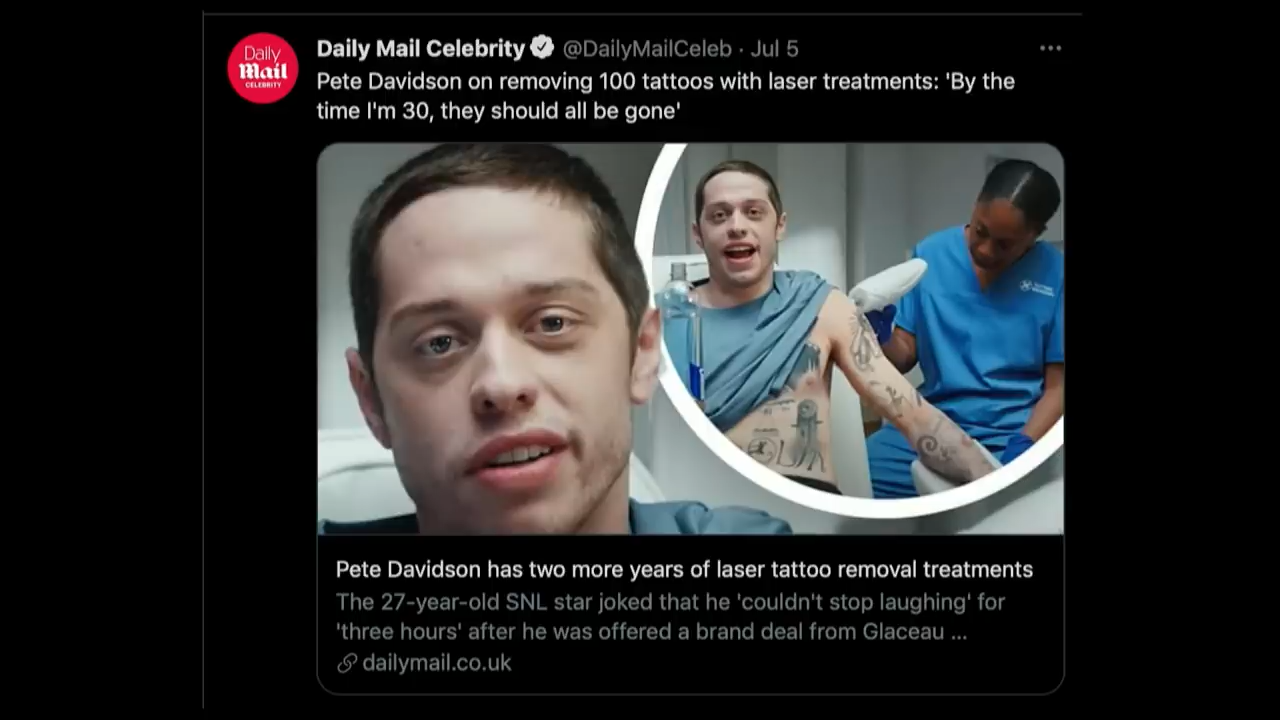 Daily Mail CELEBRITY
Daily Mail Celebrity @DailyMailCeleb · Jul 5
Pete Davidson on removing 100 tattoos with laser treatments: 'By the
time I'm 30, they should all be gone'
Pete Davidson has two more years of laser tattoo removal treatments
The 27-year-old SNL star joked that he 'couldn't stop laughing' for
'three hours' after he was offered a brand deal from Glaceau ...
dailymail.co.uk